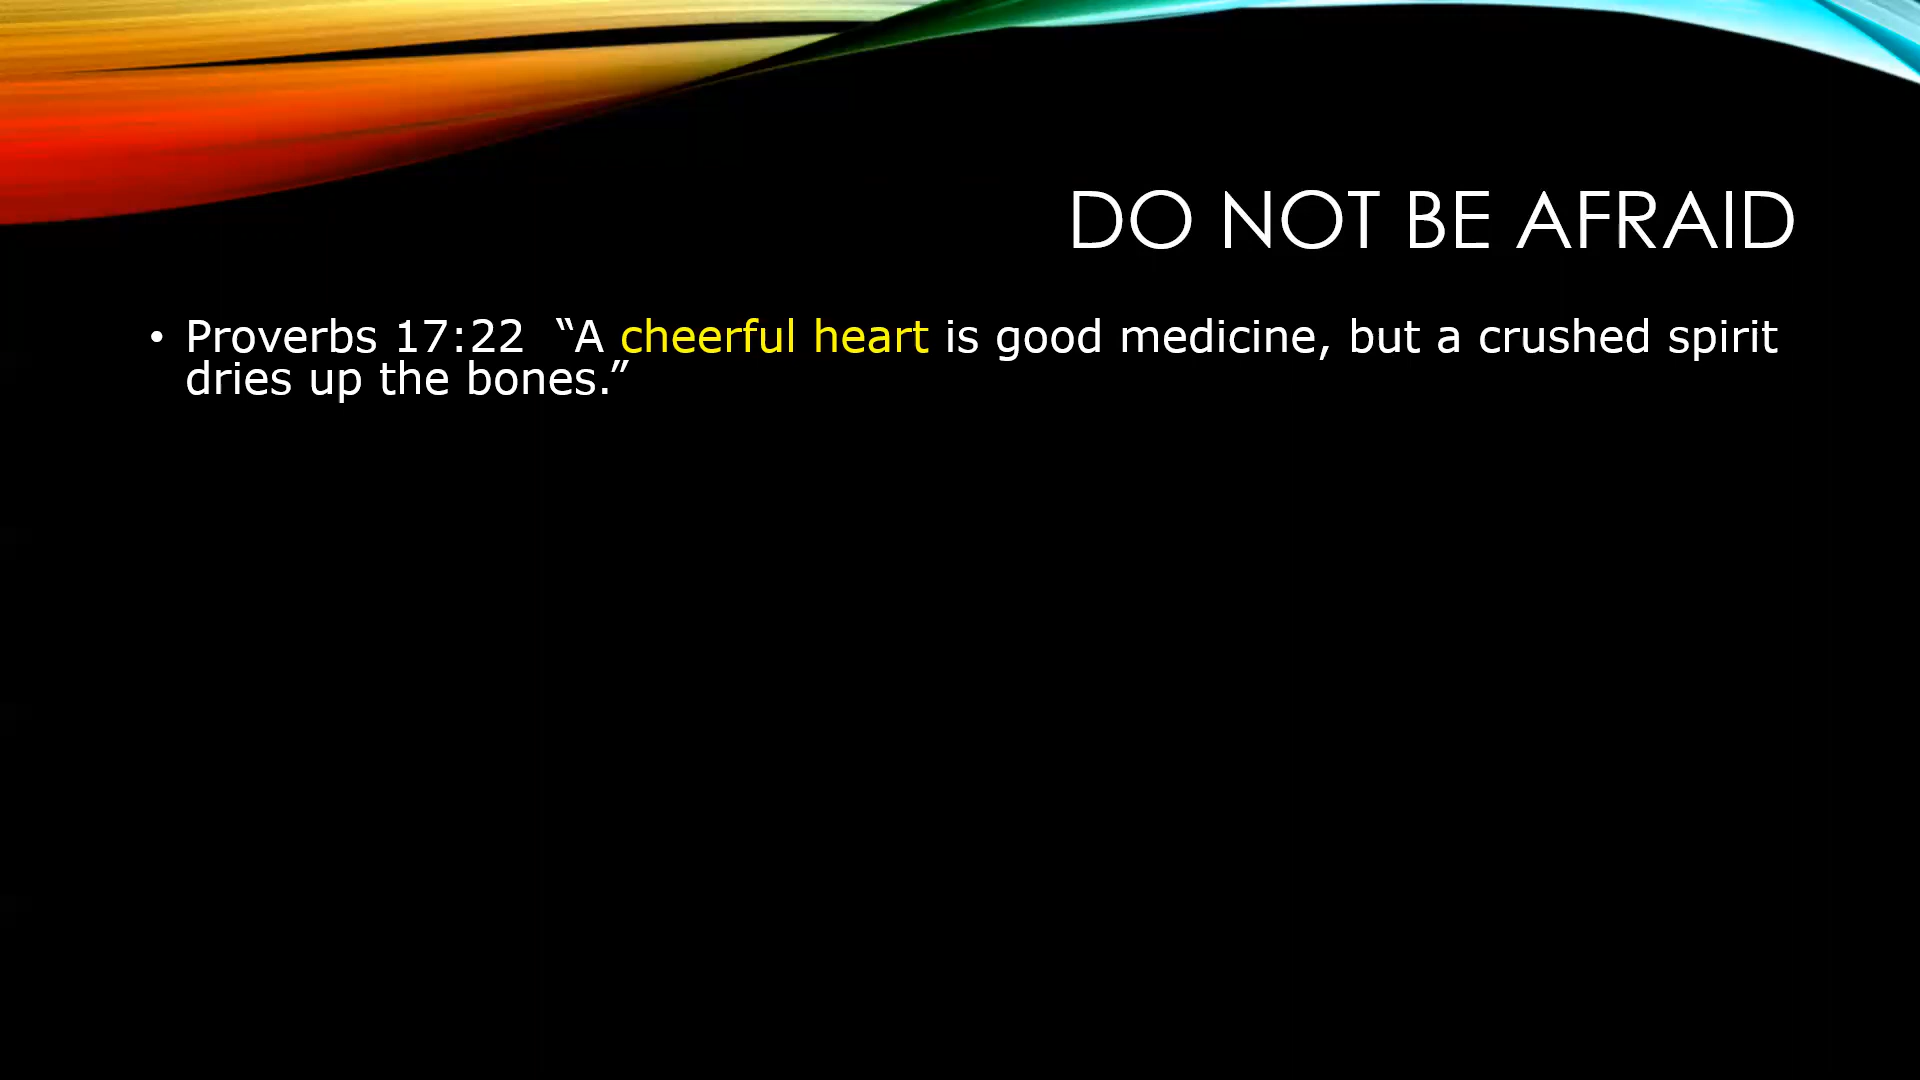 DO NOT BE AFRAID
• Proverbs 17:22  “A cheerful heart is good medicine, but a crushed spirit
dries up the bones.”